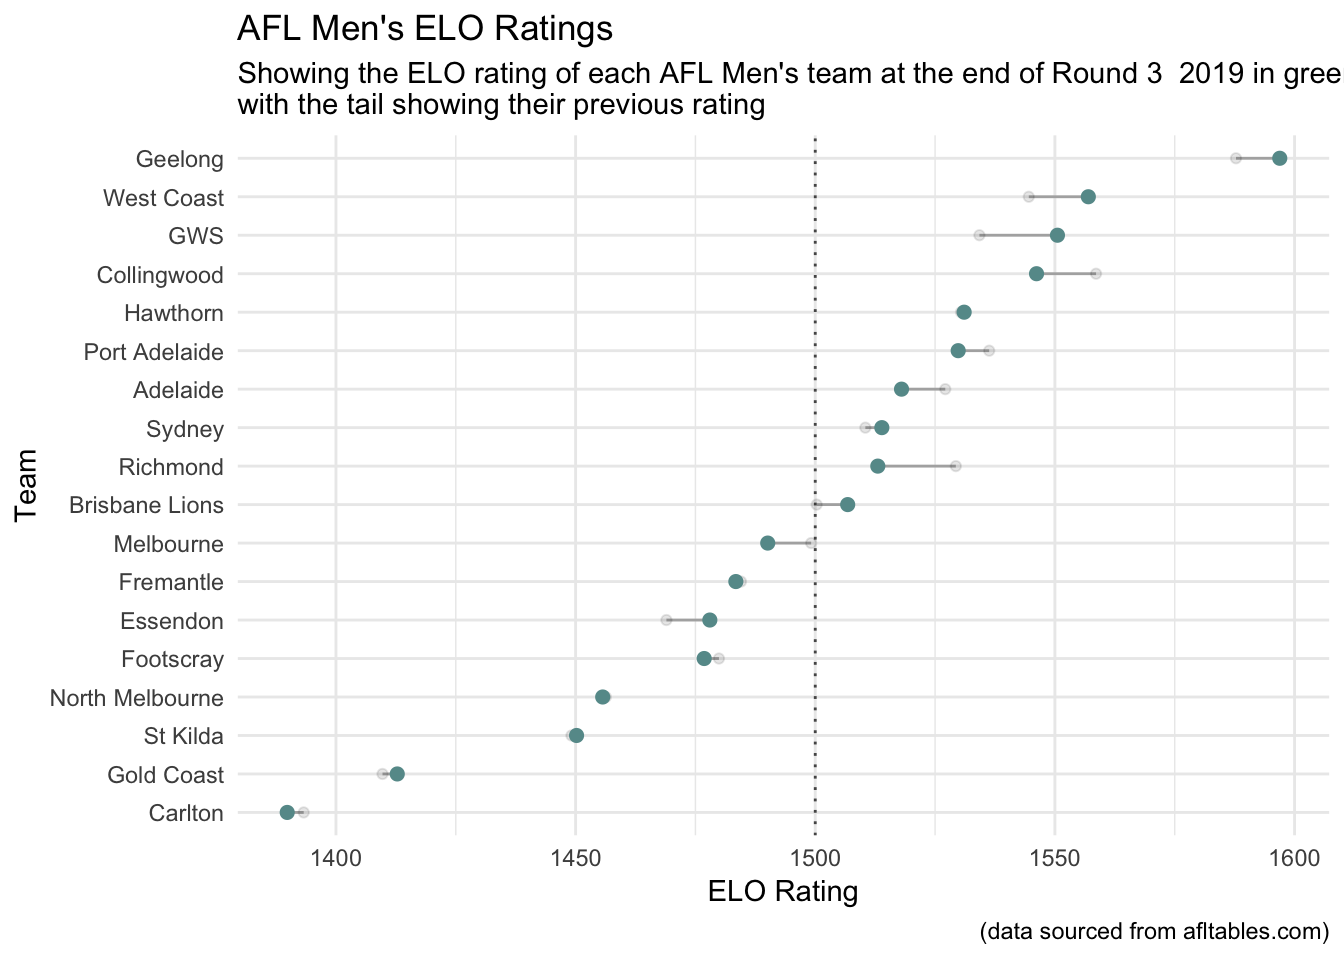 AFL Men's ELO Ratings
Showing the ELO rating of each AFL Men's team at the end of Round 3  2019 in gree
with the tail showing their previous rating
Geelong
West Coast
GWS
Collingwood
Hawthorn
Port Adelaide
Adelaide
Sydney
Richmond
Brisbane Lions
Melbourne
Fremantle
Essendon
Footscray
North Melbourne
St Kilda
Gold Coast
Carlton
Team
1400 1450 1500 1550 1600
ELO Rating
(data sourced from afltables.com)